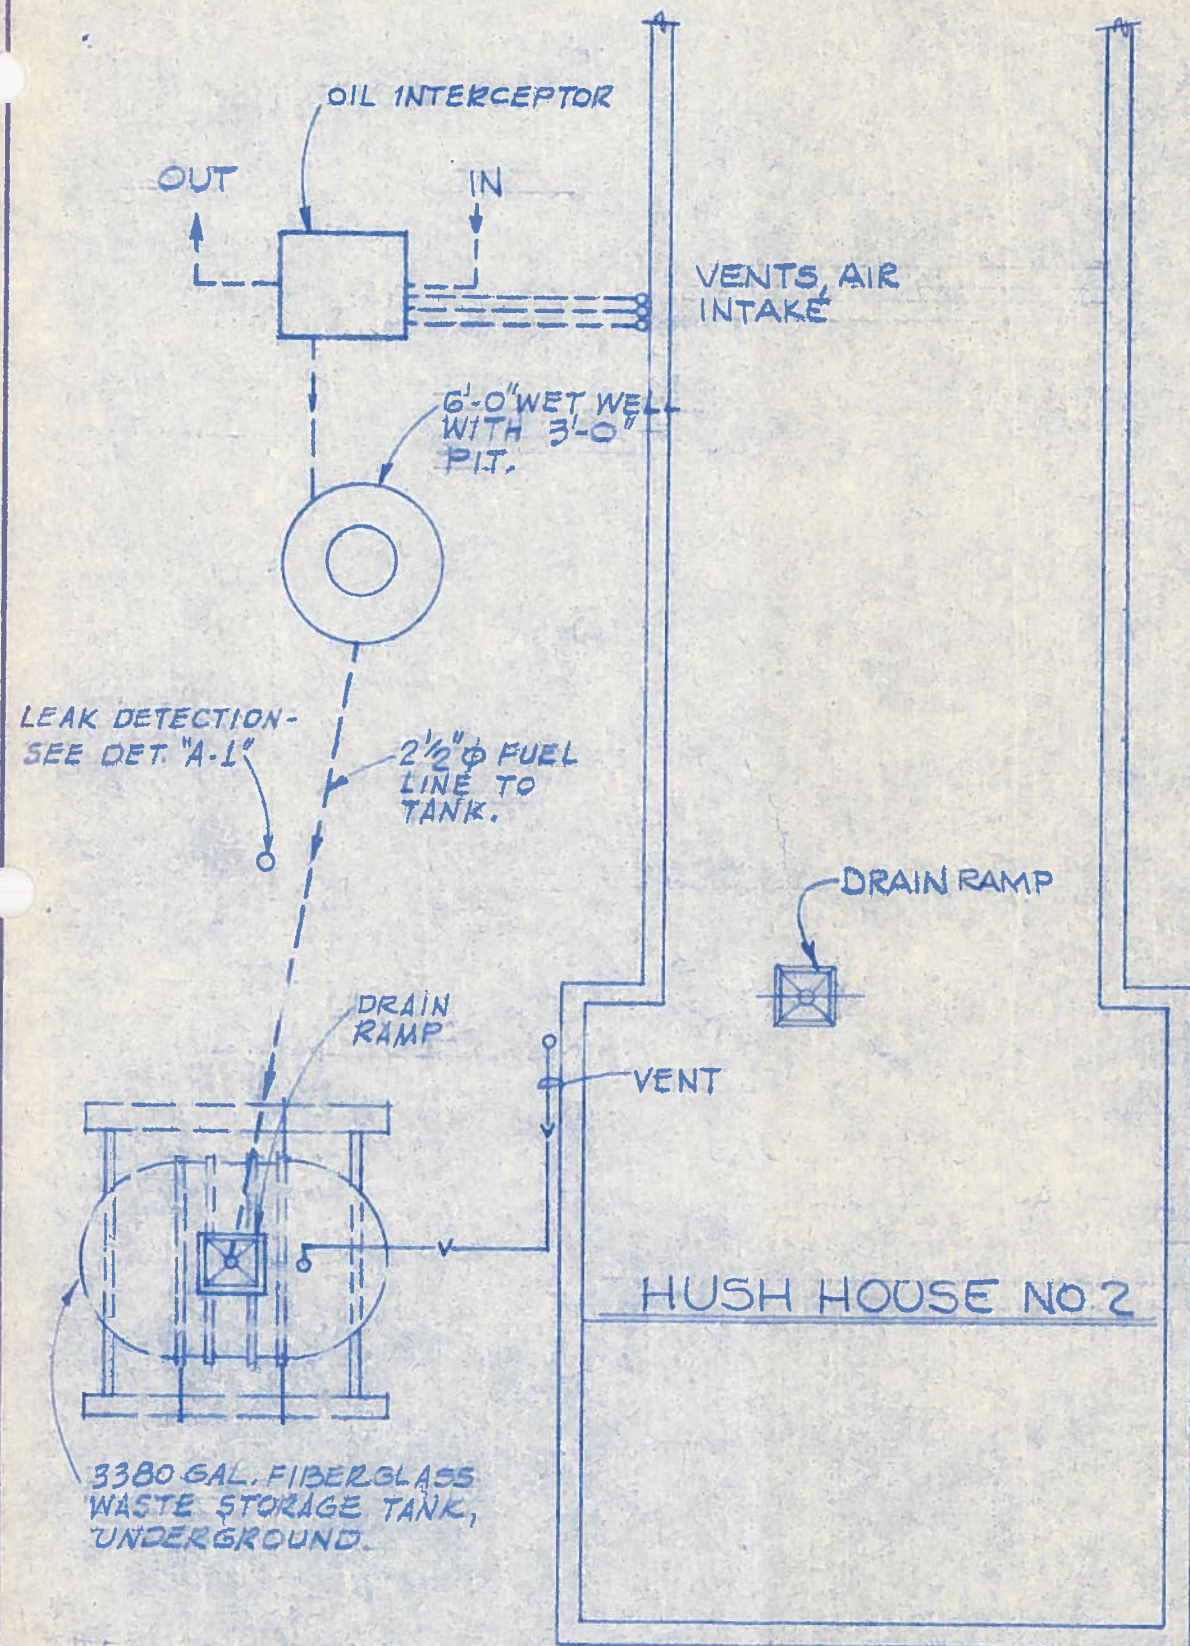 OIL INTERCEPTOR
OUT
IN
VENTS, AIR
INTAKE
6'-0" WET WELL
WITH 3'-0"
PIT.
LEAK DETECTION-
SEE DET. "A-1"
2½"φ FUEL
LINE TO
TANK.
DRAIN RAMP
DRAIN
RAMP
VENT
V
HUSH HOUSE NO. 2
3380 GAL. FIBERGLASS
WASTE STORAGE TANK,
UNDERGROUND.